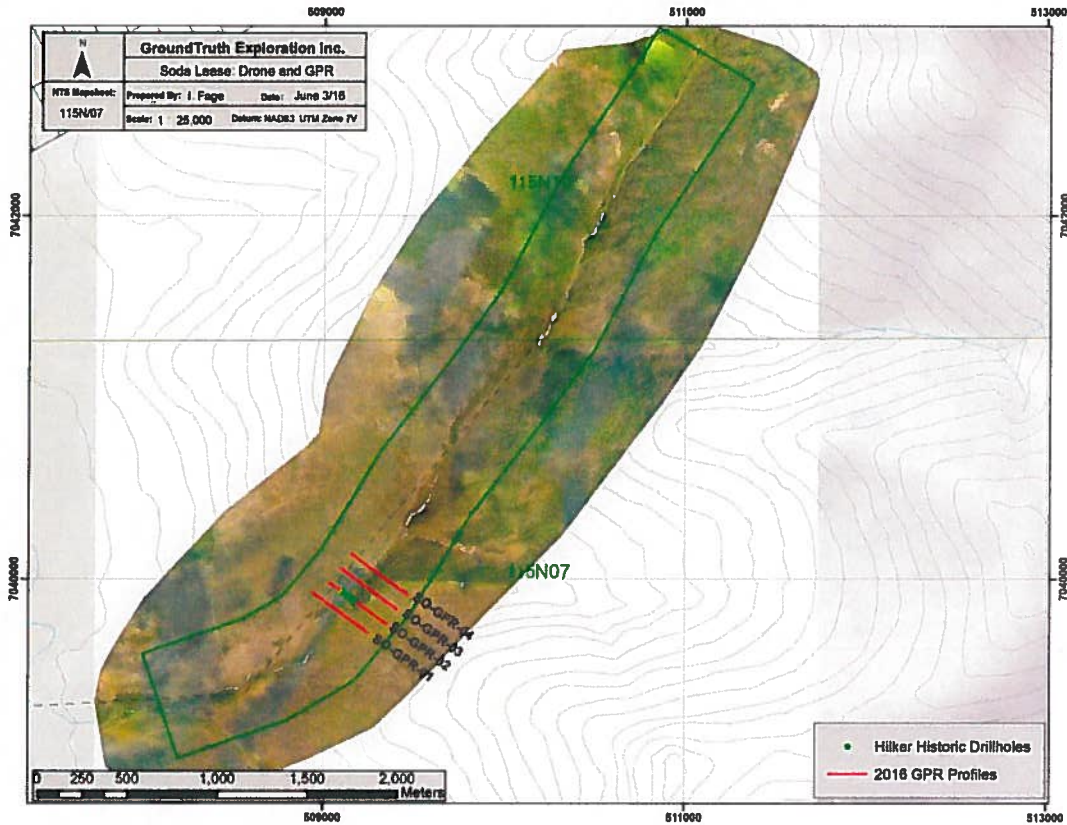 509000 511000 513000
N
NTS Mapsheet:
115N/07
GroundTruth Exploration Inc.
Soda Lease: Drone and GPR
Prepared By: I. Fage Date: June 3/16
Scale: 1 : 25,000 Datum: NAD83 UTM Zone 7V
7042000
7042000
115N10
7040000
7040000
115N07
SO-GPR-04
SO-GPR-03
SO-GPR-02
SO-GPR-01
Hilker Historic Drillholes
2016 GPR Profiles
0 250 500 1,000 1,500 2,000
Meters
509000 511000 513000